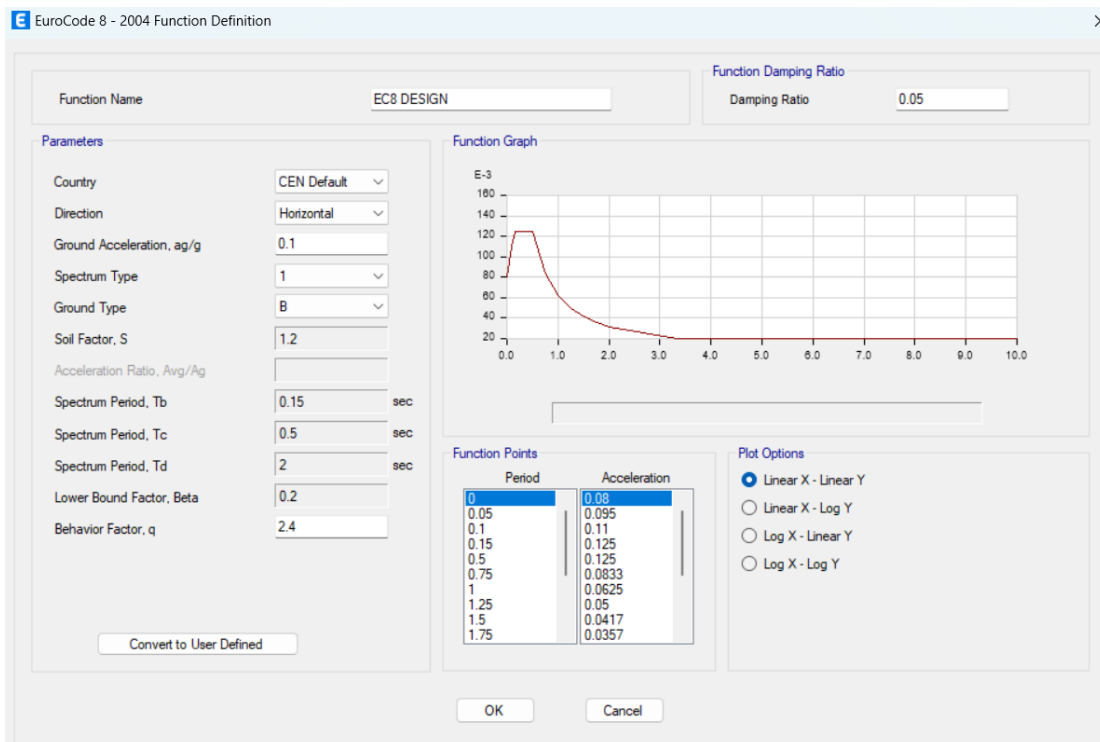 E EuroCode 8 - 2004 Function Definition
Function Name EC8 DESIGN
Function Damping Ratio
Damping Ratio 0.05
Parameters
Country CEN Default
Direction Horizontal
Ground Acceleration, ag/g 0.1
Spectrum Type 1
Ground Type B
Soil Factor, S 1.2
Acceleration Ratio, Avg/Ag
Spectrum Period, Tb 0.15 sec
Spectrum Period, Tc 0.5 sec
Spectrum Period, Td 2 sec
Lower Bound Factor, Beta 0.2
Behavior Factor, q 2.4
Convert to User Defined
Function Graph
E-3
160
140
120
100
80
60
40
20
0.0 1.0 2.0 3.0 4.0 5.0 6.0 7.0 8.0 9.0 10.0
Function Points
Period Acceleration
0 0.08
0.05 0.095
0.1 0.11
0.15 0.125
0.5 0.125
0.75 0.0833
1 0.0625
1.25 0.05
1.5 0.0417
1.75 0.0357
Plot Options
Linear X - Linear Y
Linear X - Log Y
Log X - Linear Y
Log X - Log Y
OK Cancel